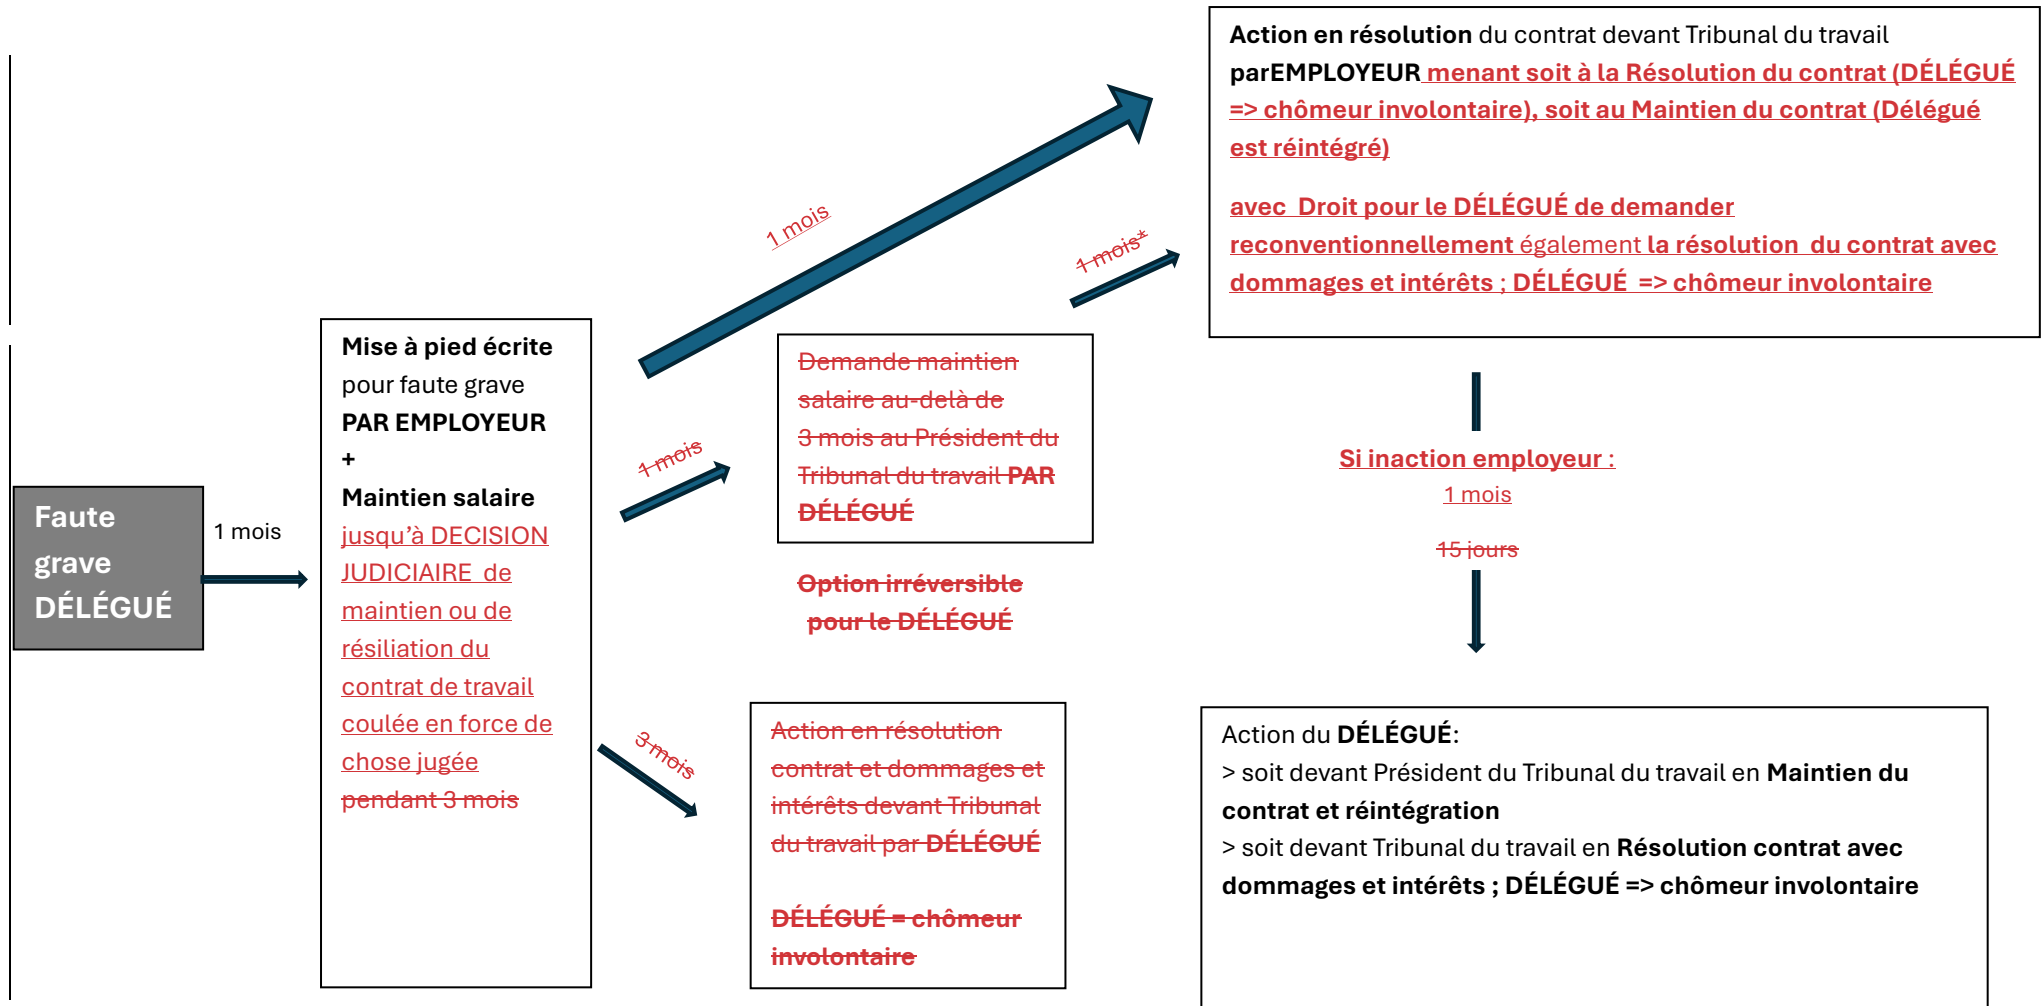 Faute
grave
DÉLÉGUÉ
1 mois
Mise à pied écrite
pour faute grave
PAR EMPLOYEUR
+
Maintien salaire
jusqu’à DECISION
JUDICIAIRE  de
maintien ou de
résiliation du
contrat de travail
coulée en force de
chose jugée
pendant 3 mois
1 mois
1 mois
Demande maintien
salaire au-delà de
3 mois au Président du
Tribunal du travail PAR
DÉLÉGUÉ
Option irréversible
pour le DÉLÉGUÉ
3 mois
Action en résolution
contrat et dommages et
intérêts devant Tribunal
du travail par DÉLÉGUÉ
DÉLÉGUÉ = chômeur
involontaire
1 mois*
Action en résolution du contrat devant Tribunal du travail
parEMPLOYEUR menant soit à la Résolution du contrat (DÉLÉGUÉ
=> chômeur involontaire), soit au Maintien du contrat (Délégué
est réintégré)
avec  Droit pour le DÉLÉGUÉ de demander
reconventionnellement également la résolution  du contrat avec
dommages et intérêts ; DÉLÉGUÉ  => chômeur involontaire
Si inaction employeur :
1 mois
15 jours
Action du DÉLÉGUÉ:
> soit devant Président du Tribunal du travail en Maintien du
contrat et réintégration
> soit devant Tribunal du travail en Résolution contrat avec
dommages et intérêts ; DÉLÉGUÉ => chômeur involontaire